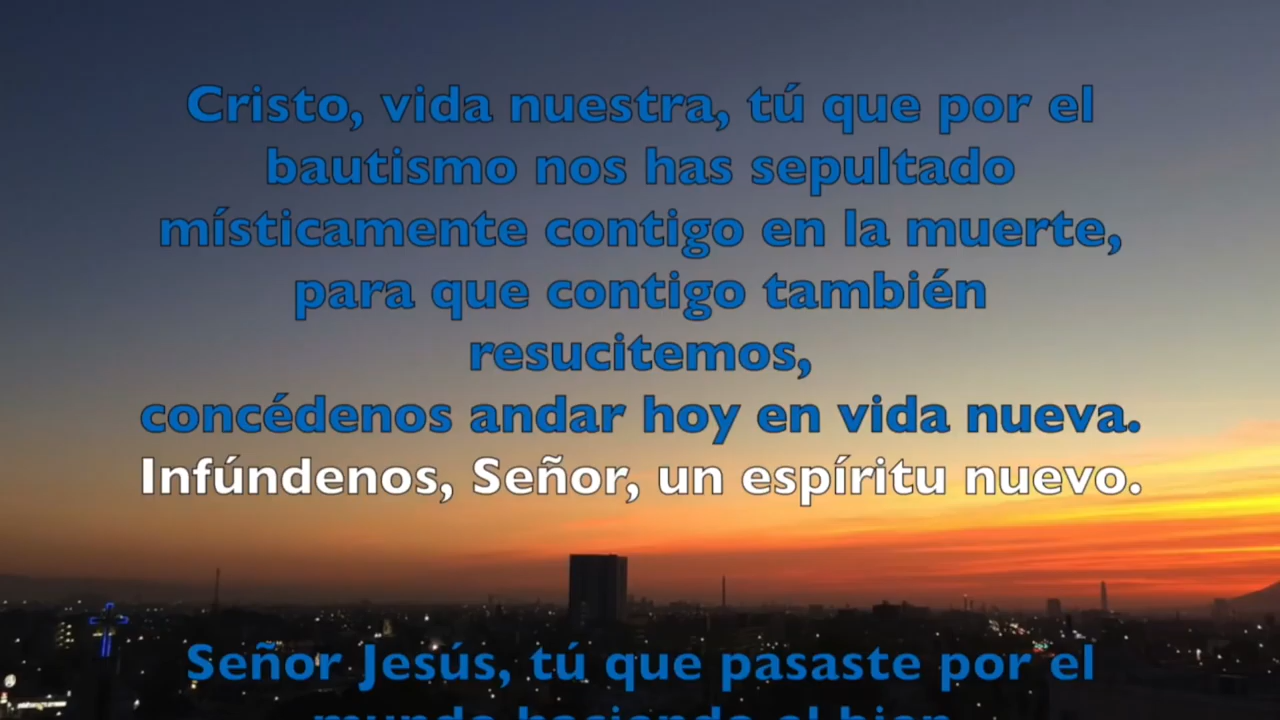 Cristo, vida nuestra, tú que por el
bautismo nos has sepultado
místicamente contigo en la muerte,
para que contigo también
resucitemos,
concédenos andar hoy en vida nueva.
Infúndenos, Señor, un espíritu nuevo.
Señor Jesús, tú que pasaste por el
mundo haciendo el bien